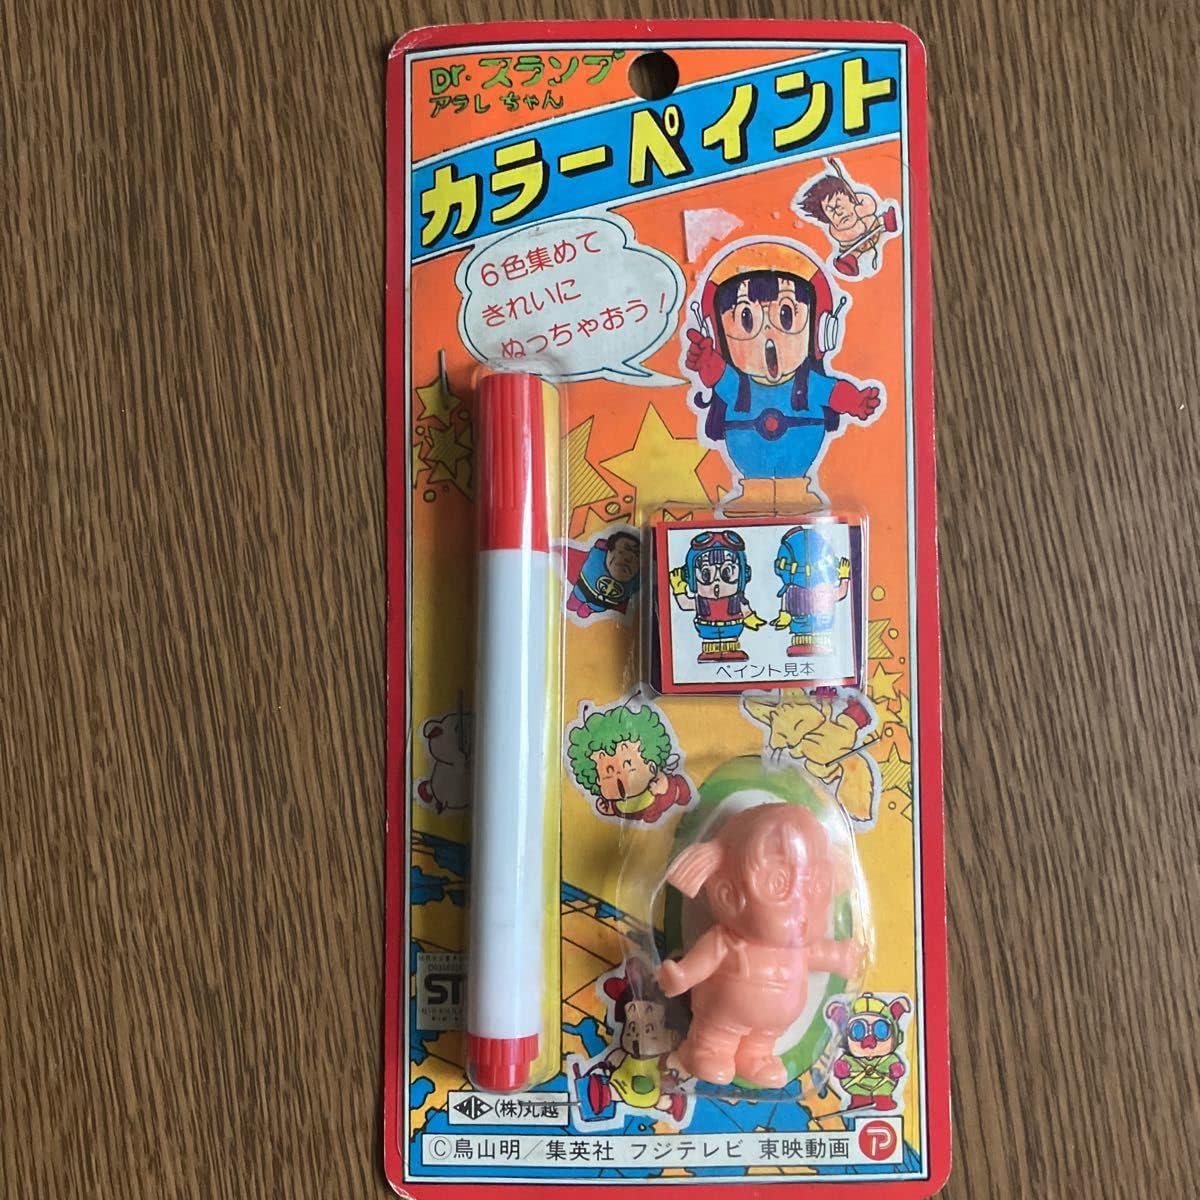 Dr.スランプ
アラレちゃん
カラーペイント
6色集めて
きれいに
ぬっちゃおう!
ペイント見本
ST
MK (株)丸越
©鳥山明/集英社 フジテレビ 東映動画